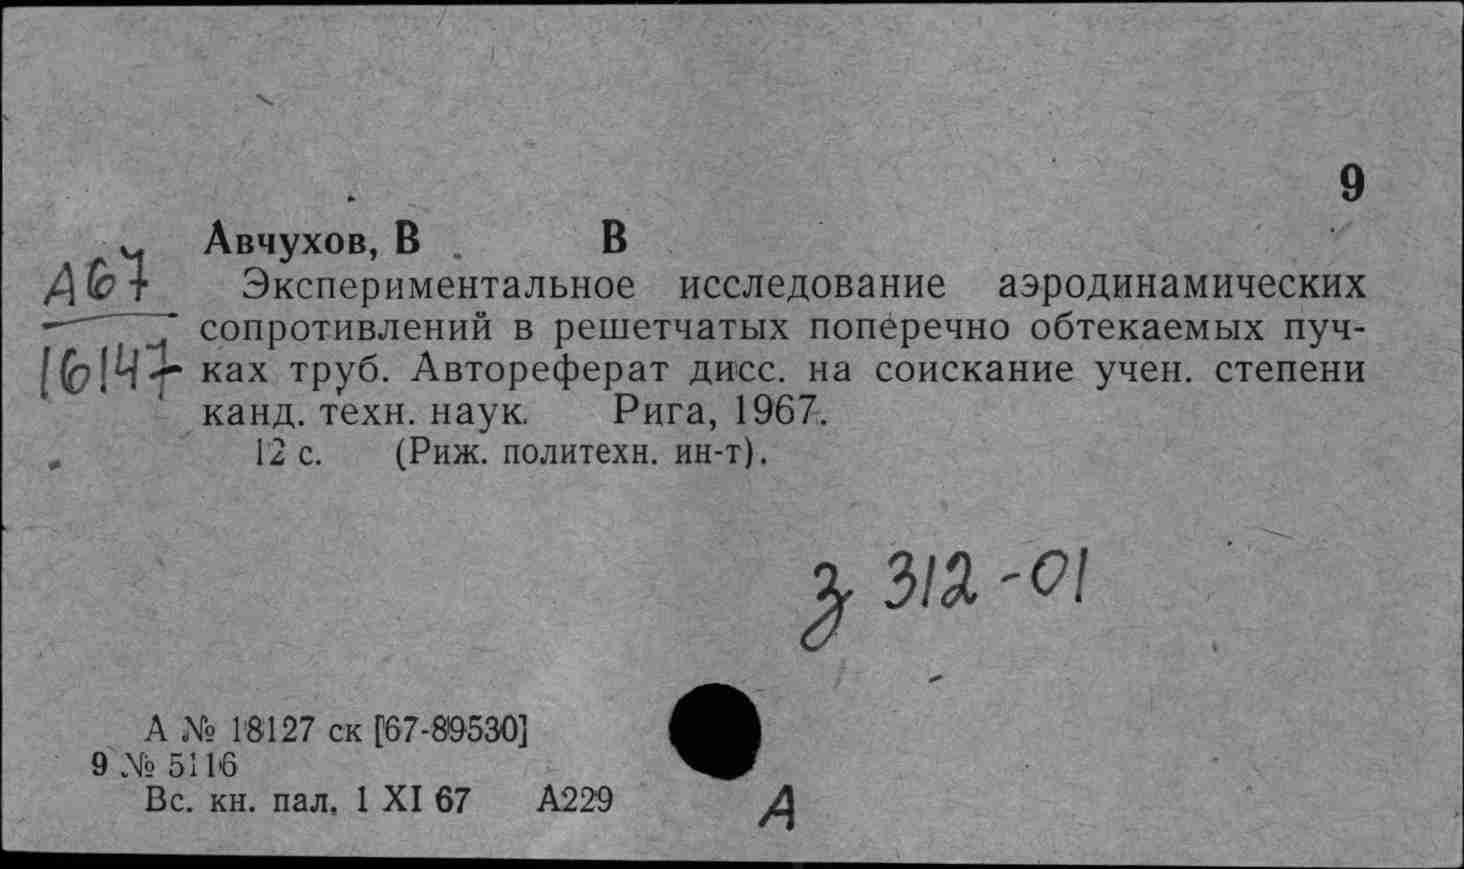 9
Авчухов, В . В
А67
16147
Экспериментальное исследование аэродинамических
сопротивлений в решетчатых поперечно обтекаемых пуч-
ках труб. Автореферат дисс. на соискание учен. степени
канд. техн. наук. Рига, 1967.
12 с. (Риж. политехн. ин-т).
З 312-01
А № 18127 ск [67-89530]
9 № 5116
Вс. кн. пал. 1 XI 67 А229
А